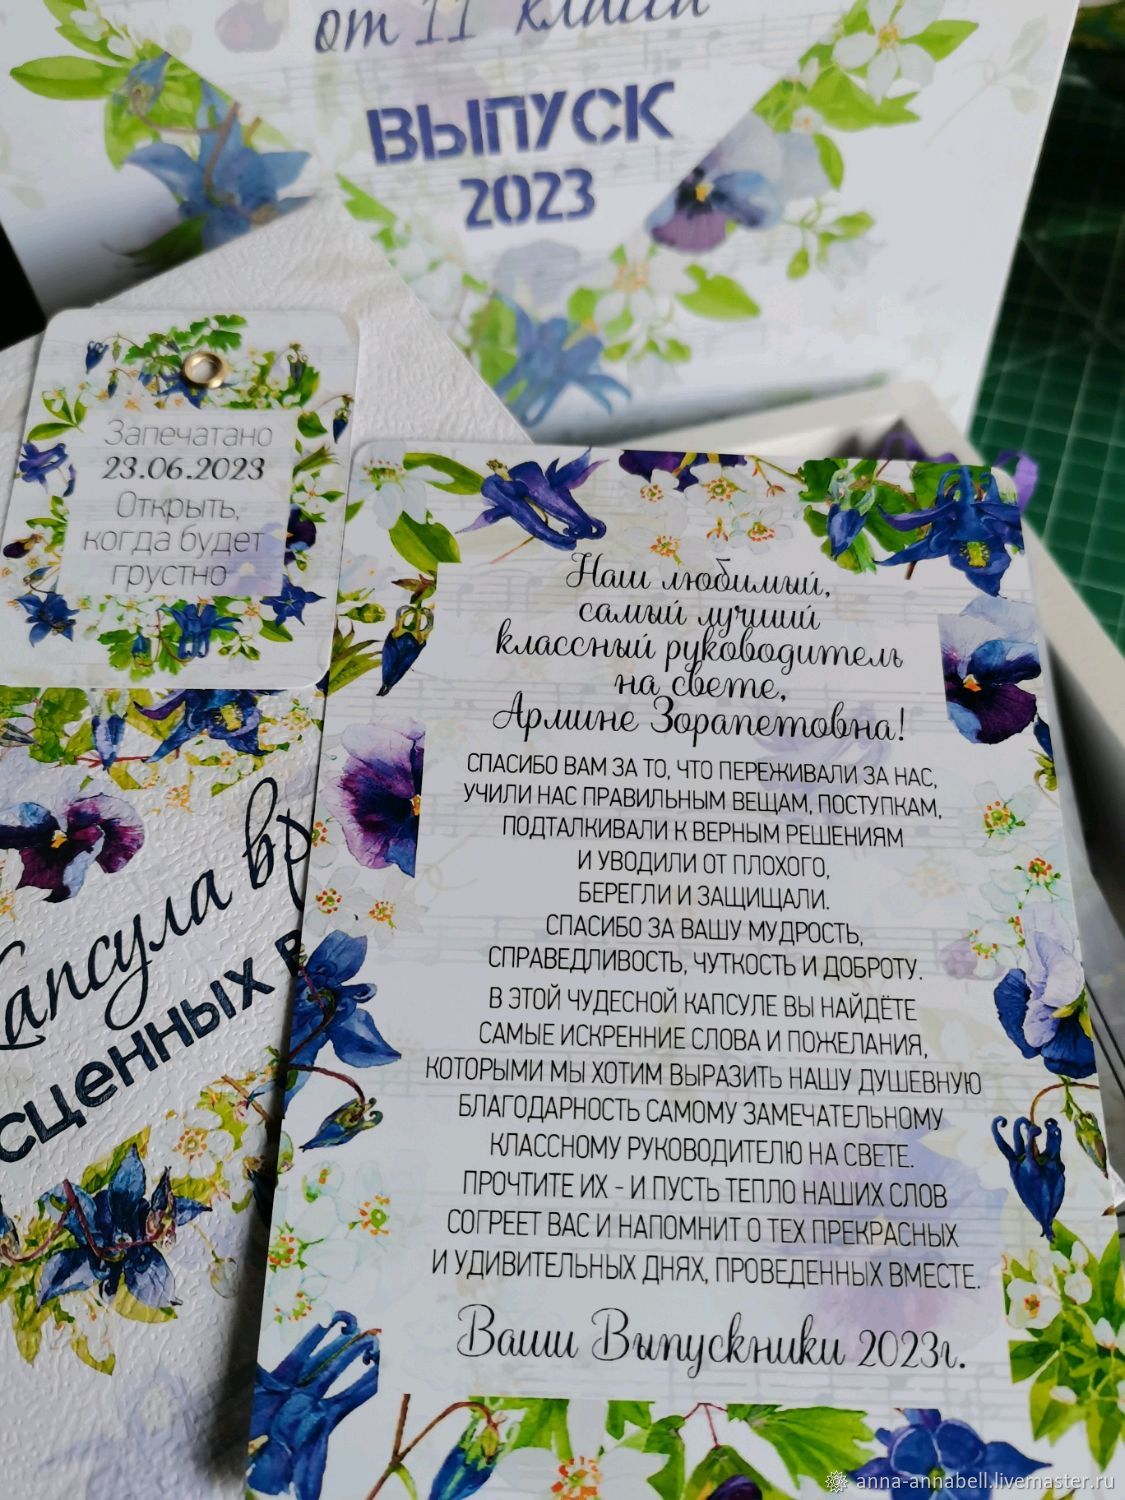 от 11 класса
ВЫПУСК
2023
Запечатано
23.06.2023
Открыть,
когда будет
грустно
Наш любимый,
самый лучший
классный руководитель
на свете,
Армине Зорапетовна!
СПАСИБО ВАМ ЗА ТО, ЧТО ПЕРЕЖИВАЛИ ЗА НАС,
УЧИЛИ НАС ПРАВИЛЬНЫМ ВЕЩАМ, ПОСТУПКАМ,
ПОДТАЛКИВАЛИ К ВЕРНЫМ РЕШЕНИЯМ
И УВОДИЛИ ОТ ПЛОХОГО,
БЕРЕГЛИ И ЗАЩИЩАЛИ.
СПАСИБО ЗА ВАШУ МУДРОСТЬ,
СПРАВЕДЛИВОСТЬ, ЧУТКОСТЬ И ДОБРОТУ.
В ЭТОЙ ЧУДЕСНОЙ КАПСУЛЕ ВЫ НАЙДЁТЕ
САМЫЕ ИСКРЕННИЕ СЛОВА И ПОЖЕЛАНИЯ,
КОТОРЫМИ МЫ ХОТИМ ВЫРАЗИТЬ НАШУ ДУШЕВНУЮ
БЛАГОДАРНОСТЬ САМОМУ ЗАМЕЧАТЕЛЬНОМУ
КЛАССНОМУ РУКОВОДИТЕЛЮ НА СВЕТЕ.
ПРОЧТИТЕ ИХ - И ПУСТЬ ТЕПЛО НАШИХ СЛОВ
СОГРЕЕТ ВАС И НАПОМНИТ О ТЕХ ПРЕКРАСНЫХ
И УДИВИТЕЛЬНЫХ ДНЯХ, ПРОВЕДЕННЫХ ВМЕСТЕ.
Ваши Выпускники 2023г.
Капсула вр
сценных в
anna-annabell.livemaster.ru